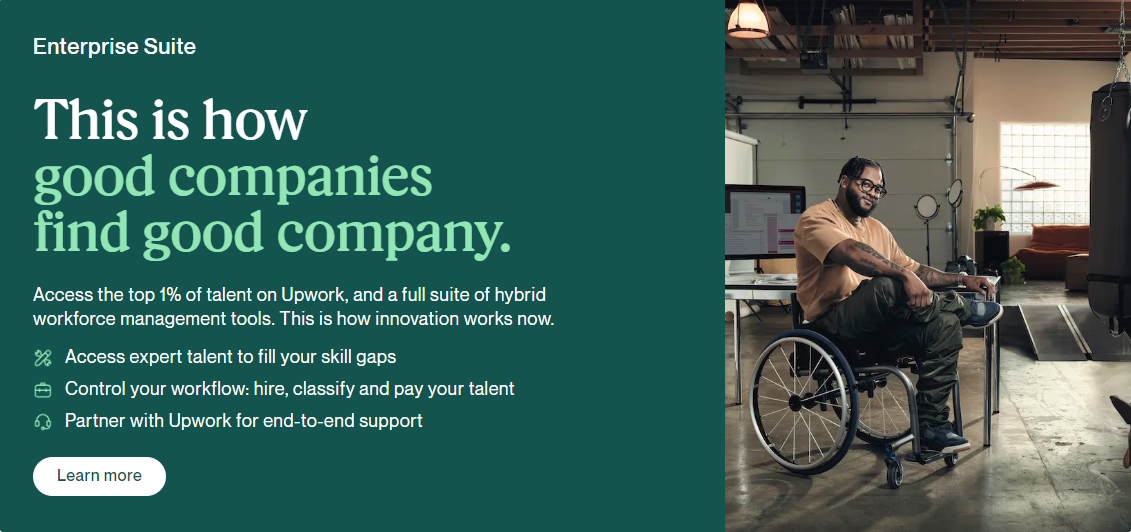 Enterprise Suite
This is how
good companies
find good company.
Access the top 1% of talent on Upwork, and a full suite of hybrid
workforce management tools. This is how innovation works now.
Access expert talent to fill your skill gaps
Control your workflow: hire, classify and pay your talent
Partner with Upwork for end-to-end support
Learn more